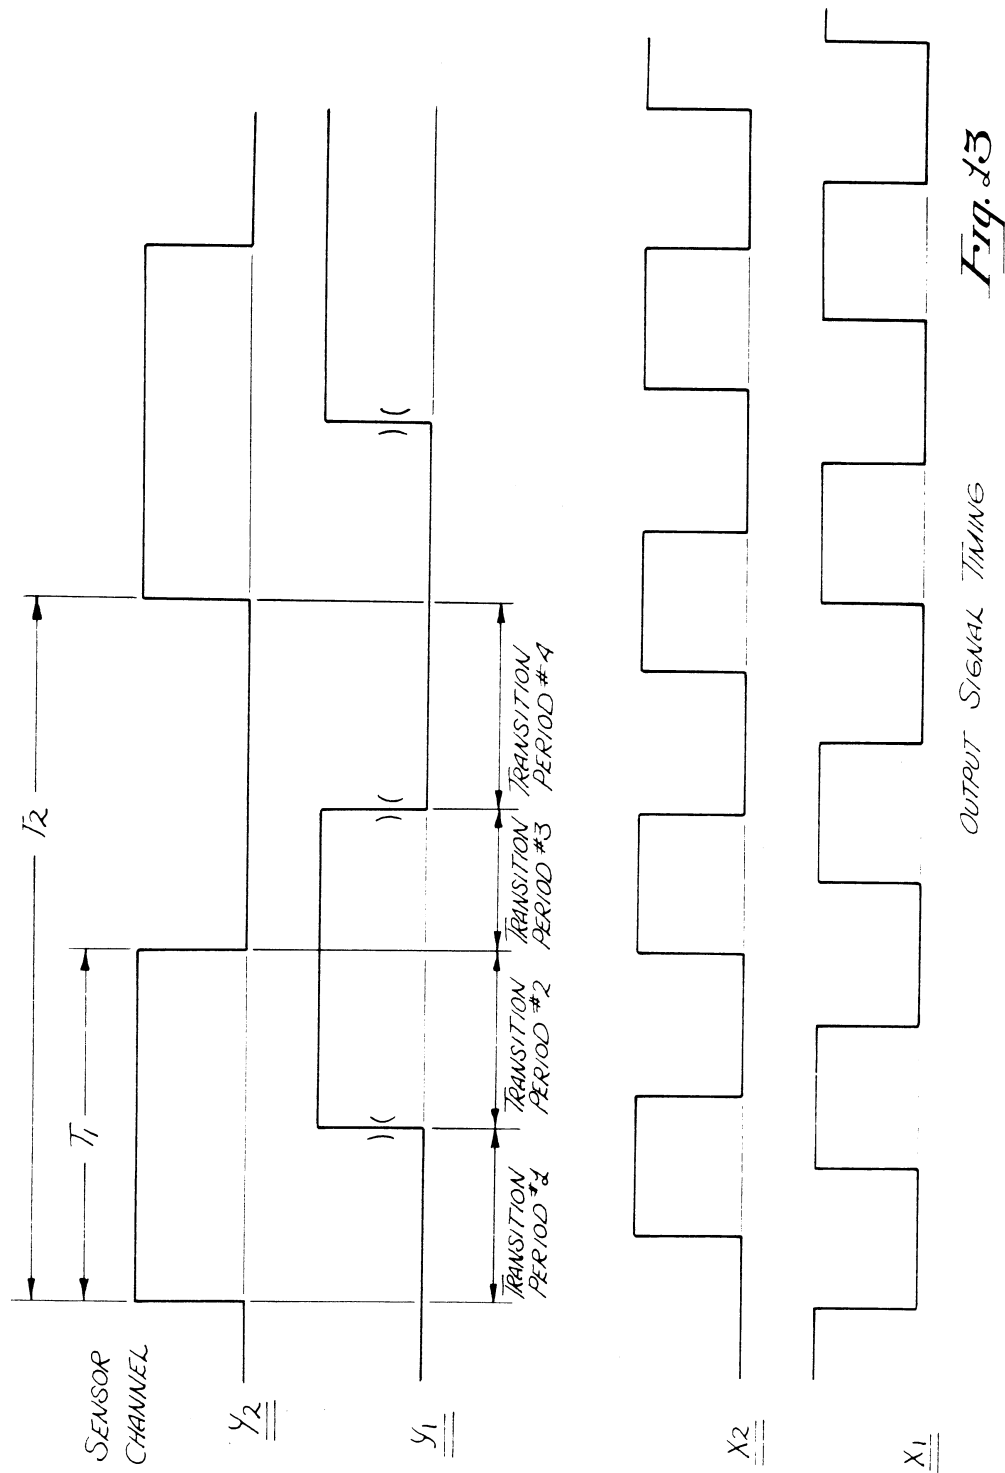 SENSOR
CHANNEL
T2
T1
Y2
Y1
TRANSITION
PERIOD #1
TRANSITION
PERIOD #2
TRANSITION
PERIOD #3
TRANSITION
PERIOD #4
X2
X1
OUTPUT SIGNAL TIMING
Fig. 13